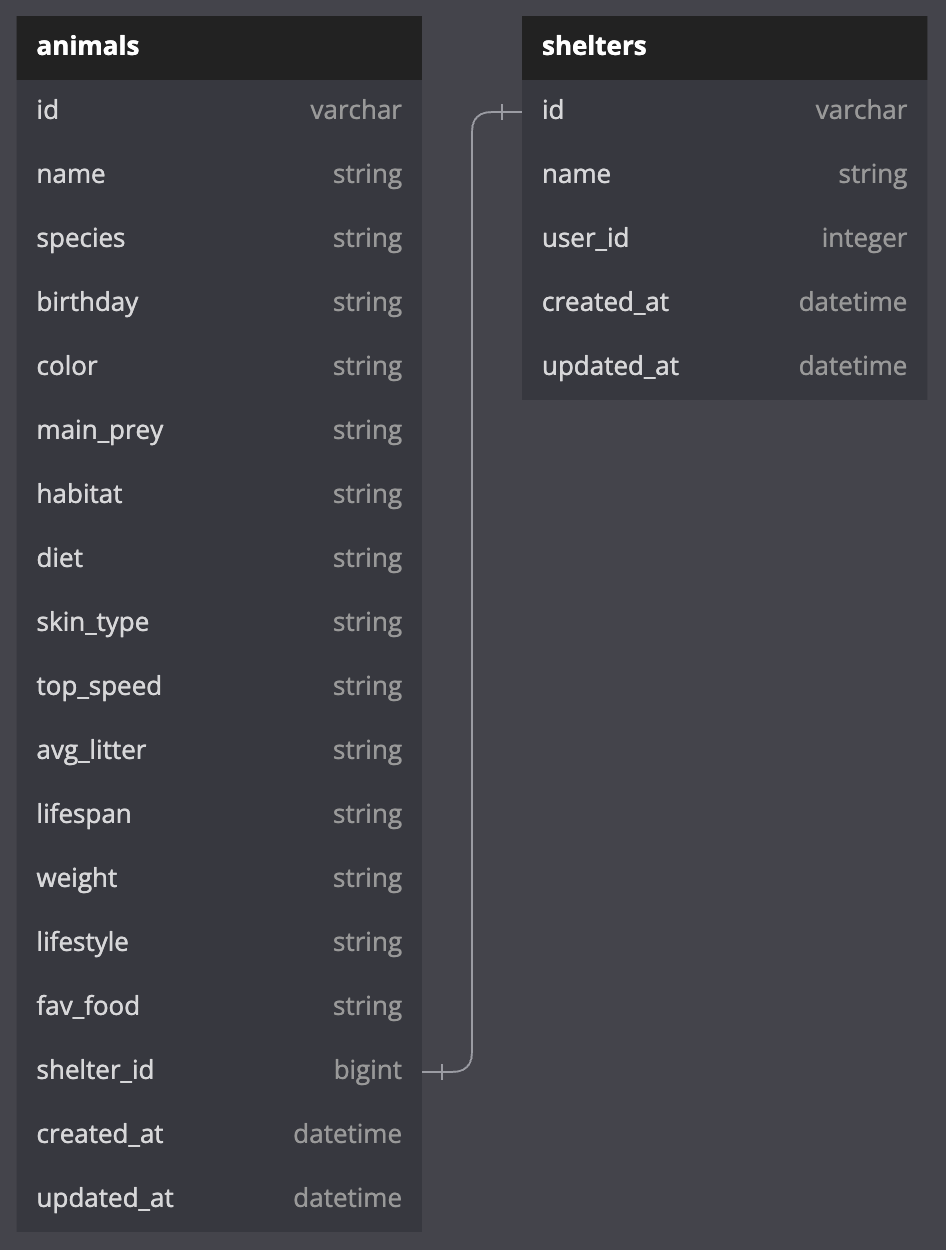 animals
id varchar
name string
species string
birthday string
color string
main_prey string
habitat string
diet string
skin_type string
top_speed string
avg_litter string
lifespan string
weight string
lifestyle string
fav_food string
shelter_id bigint
created_at datetime
updated_at datetime
shelters
id varchar
name string
user_id integer
created_at datetime
updated_at datetime